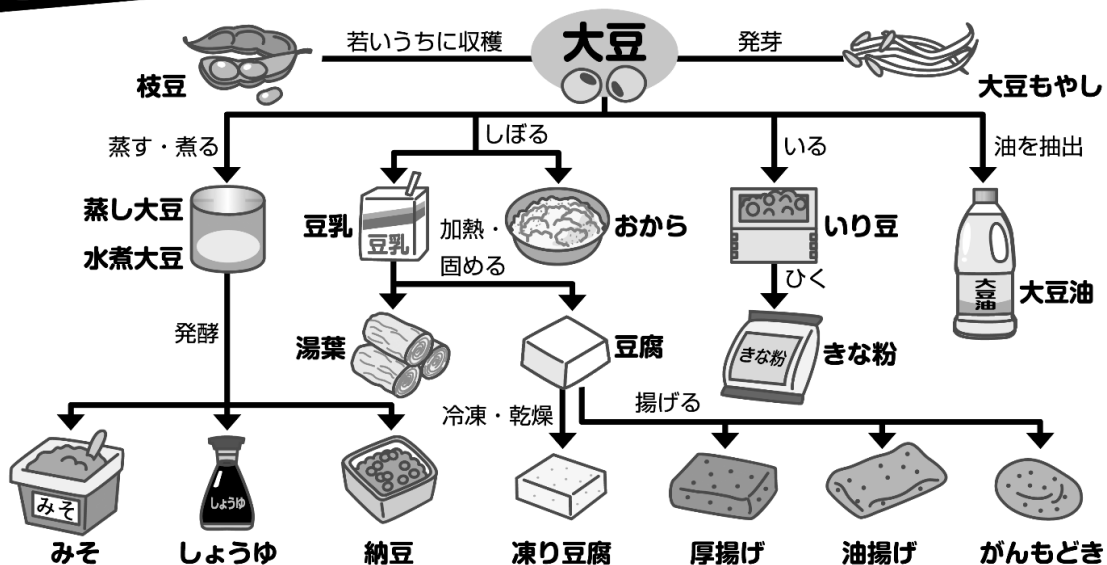 若いうちに収穫
大豆
発芽
枝豆
大豆もやし
蒸す・煮る
しぼる
いる
油を抽出
蒸し大豆
水煮大豆
豆乳
豆乳
加熱・
固める
おから
いり豆
大豆油
大豆油
ひく
発酵
湯葉
豆腐
きな粉
きな粉
冷凍・乾燥
揚げる
みそ
しょうゆ
みそ
しょうゆ
納豆
凍り豆腐
厚揚げ
油揚げ
がんもどき